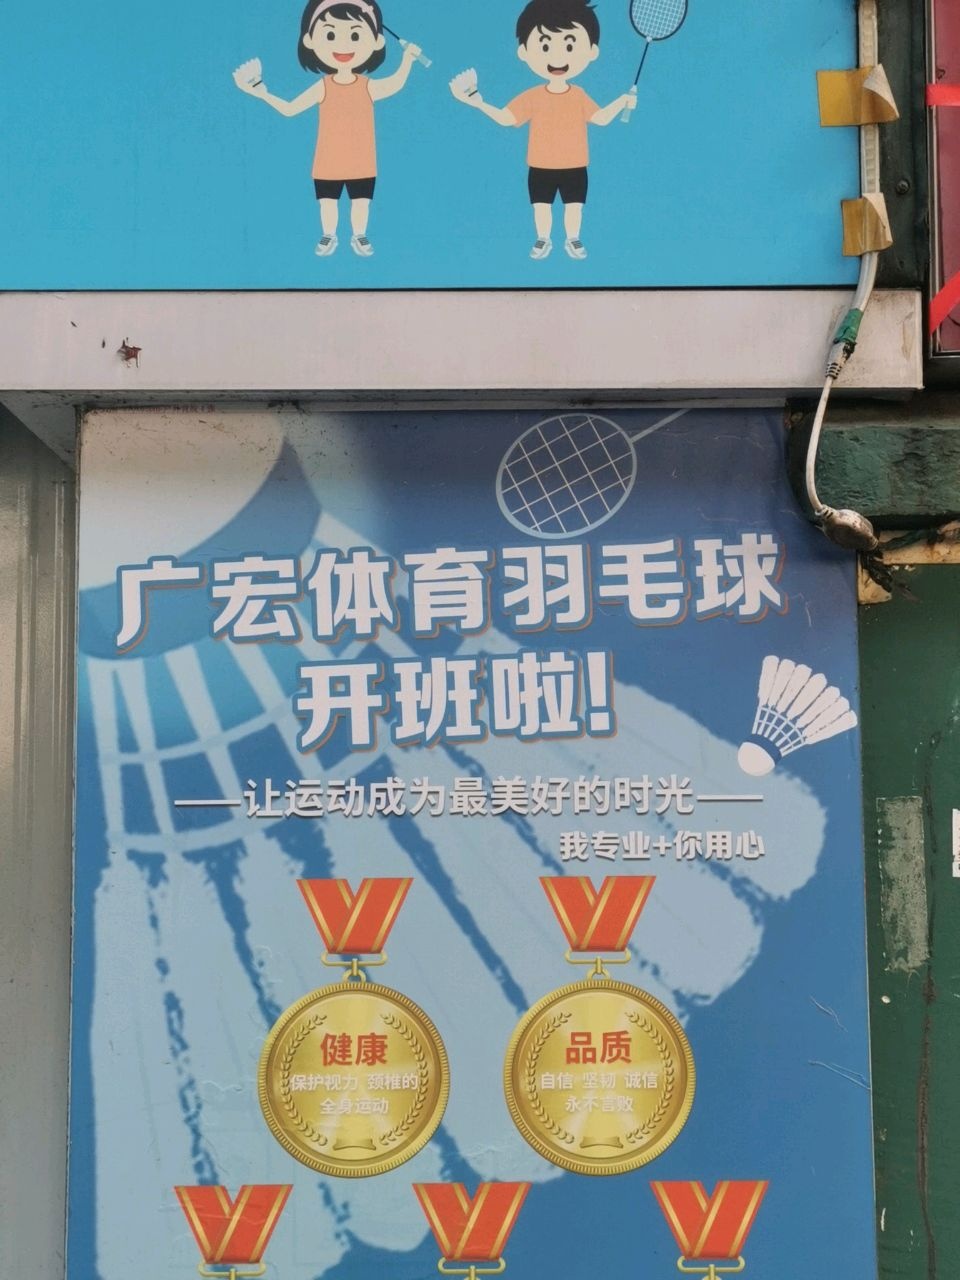 广宏体育羽毛球
开班啦!
——让运动成为最美好的时光——
我专业+你用心
健康
保护视力 颈椎的
全身运动
品质
自信 坚韧 诚信
永不言败